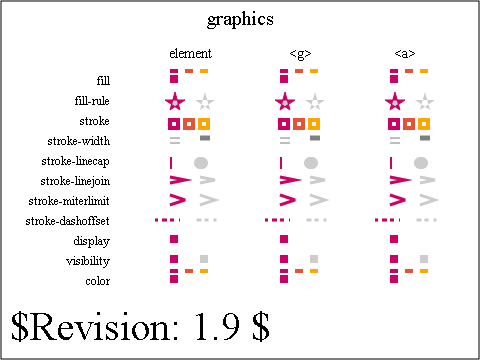 graphics
element <g> <a>
fill
fill-rule
stroke
stroke-width
stroke-linecap
stroke-linejoin
stroke-miterlimit
stroke-dashoffset
display
visibility
color
$Revision: 1.9 $